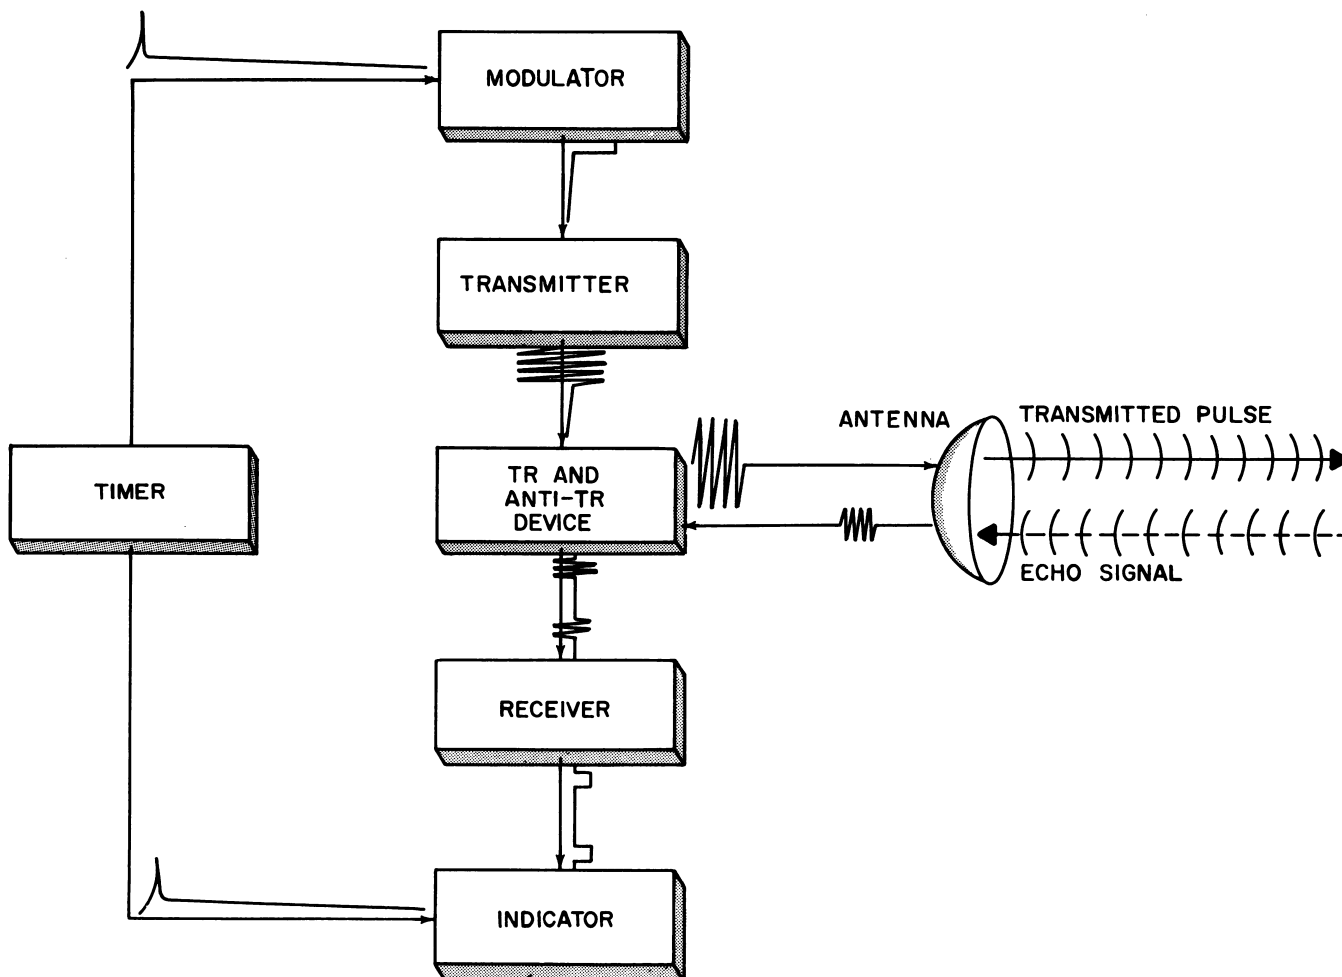 MODULATOR
TRANSMITTER
ANTENNA
TRANSMITTED PULSE
TIMER
TR AND
ANTI-TR
DEVICE
ECHO SIGNAL
RECEIVER
INDICATOR